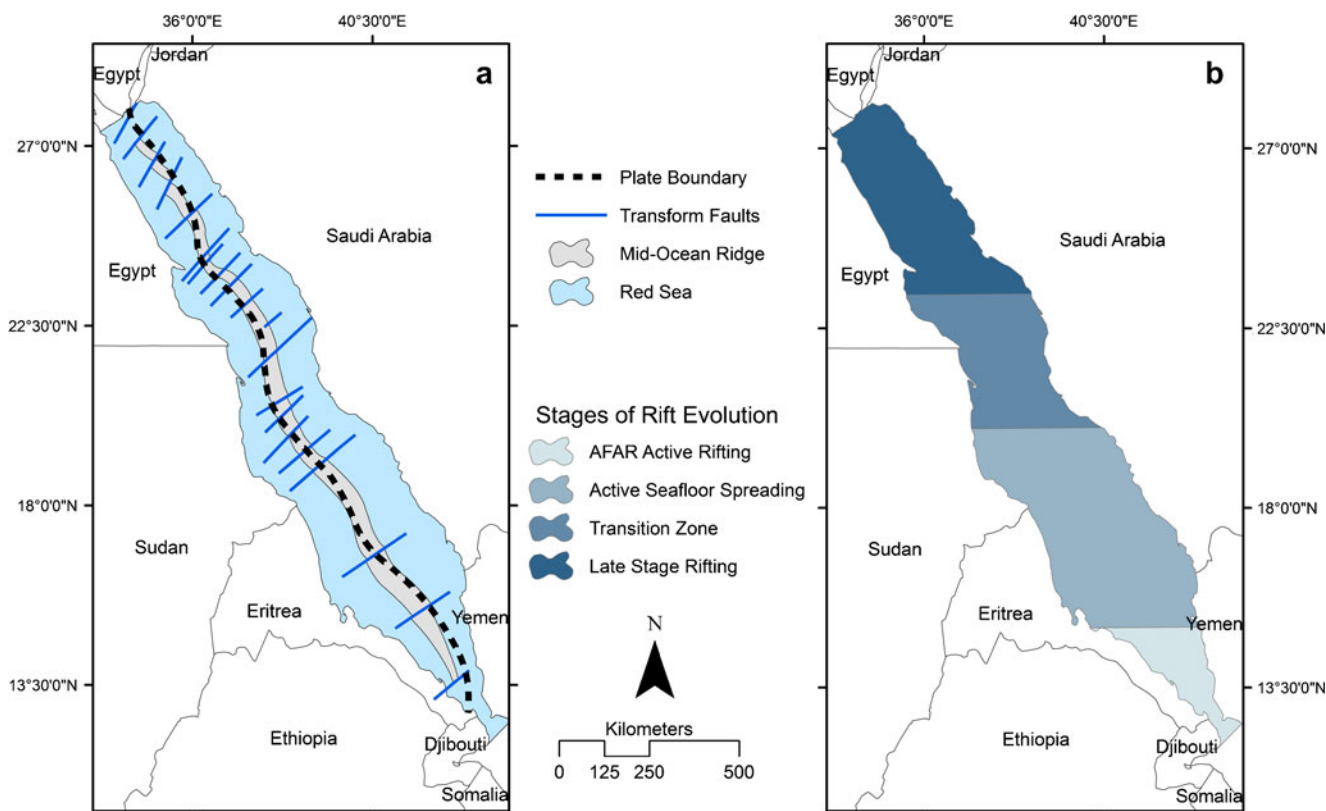 36°0'0"E
40°30'0"E
a
Jordan
Egypt
27°0'0"N
Saudi Arabia
Egypt
22°30'0"N
18°0'0"N
Sudan
Eritrea
Yemen
13°30'0"N
Ethiopia
Djibouti
Somalia
Plate Boundary
Transform Faults
Mid-Ocean Ridge
Red Sea
Stages of Rift Evolution
AFAR Active Rifting
Active Seafloor Spreading
Transition Zone
Late Stage Rifting
N
Kilometers
0 125 250 500
36°0'0"E
40°30'0"E
b
Jordan
Egypt
27°0'0"N
Saudi Arabia
Egypt
22°30'0"N
18°0'0"N
Sudan
Eritrea
Yemen
13°30'0"N
Ethiopia
Djibouti
Somalia